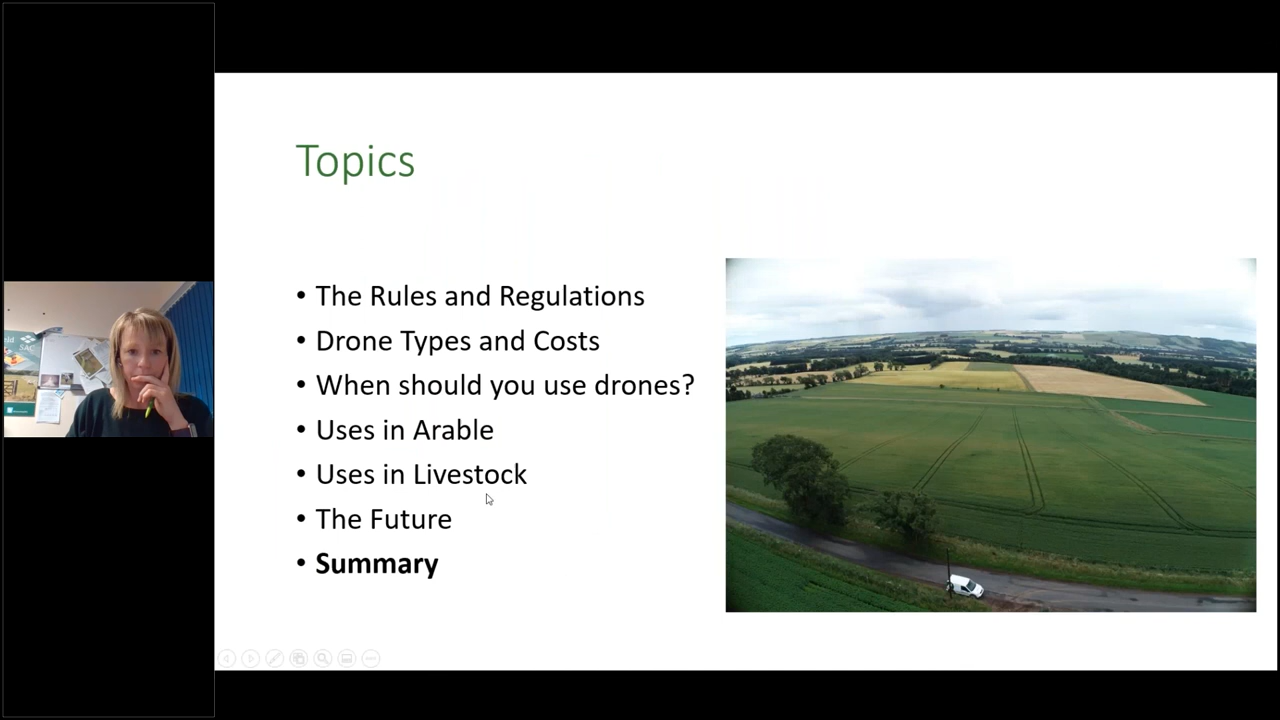 Topics
• The Rules and Regulations
• Drone Types and Costs
• When should you use drones?
• Uses in Arable
• Uses in Livestock
• The Future
• Summary
SAC